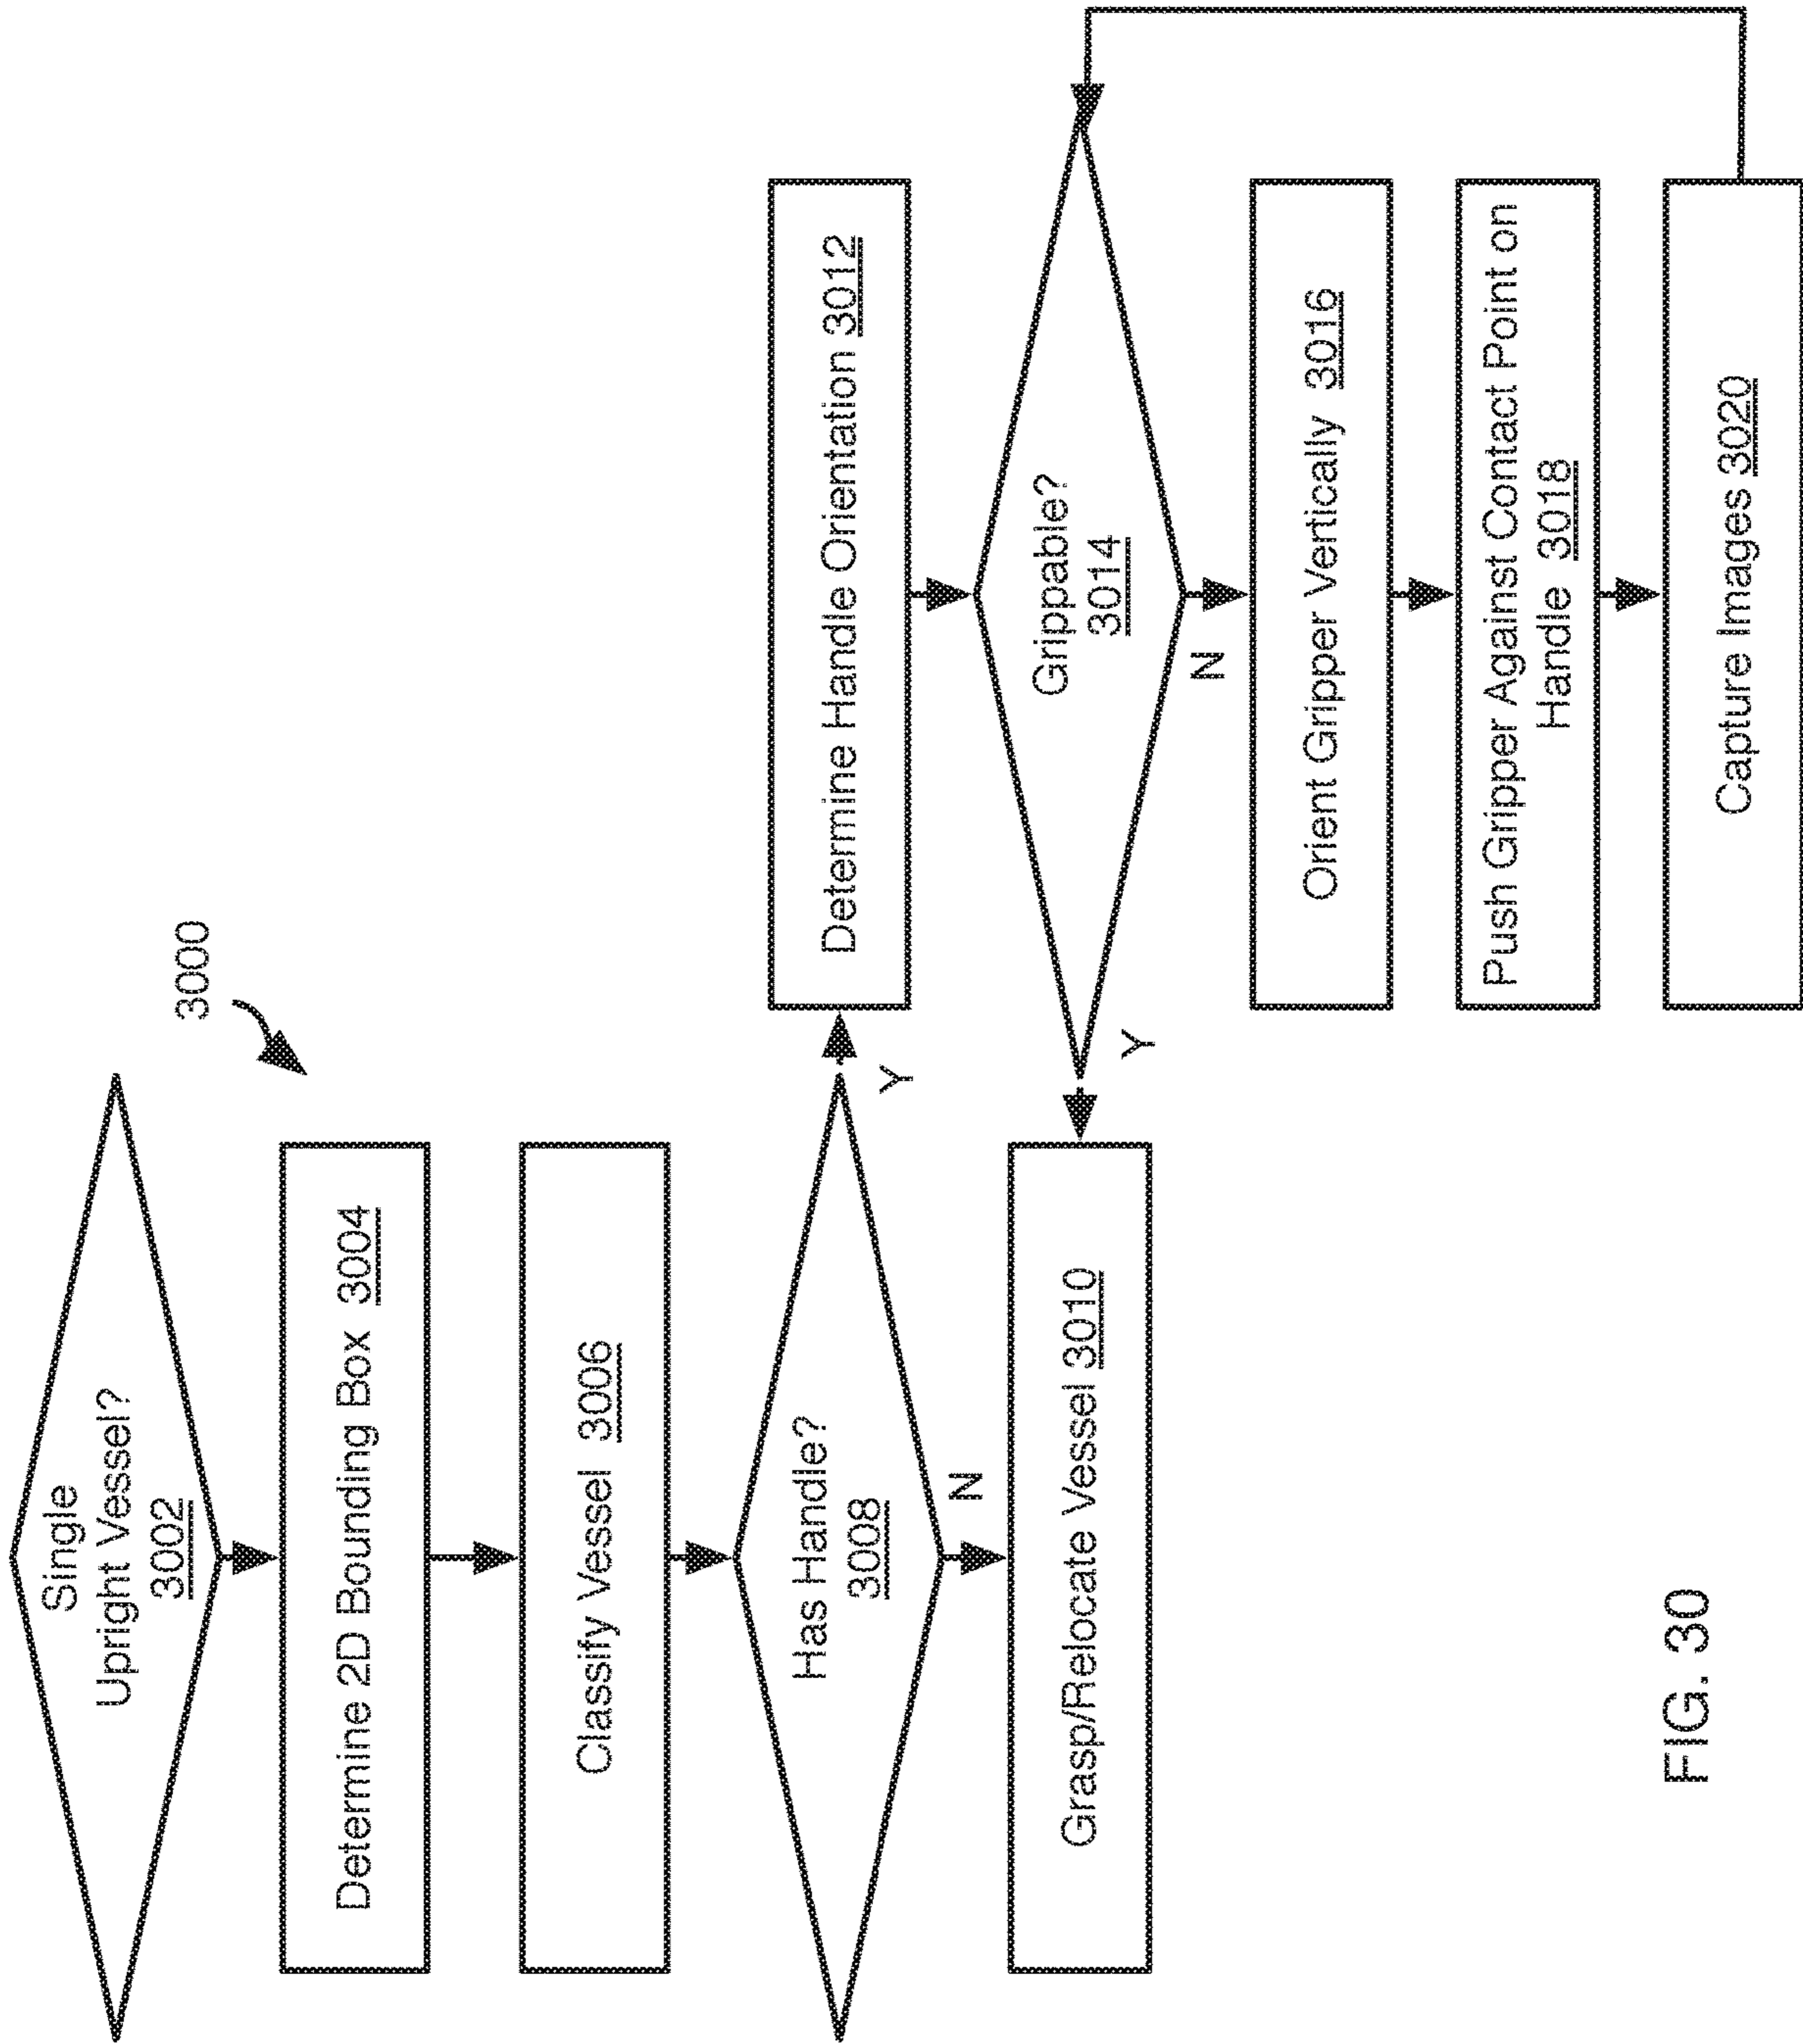 3000
Single
Upright Vessel?
3002
Determine 2D Bounding Box 3004
Classify Vessel 3006
Has Handle?
3008
Y
N
Grasp/Relocate Vessel 3010
Determine Handle Orientation 3012
Grippable?
3014
Y
N
Orient Gripper Vertically 3016
Push Gripper Against Contact Point on
Handle 3018
Capture Images 3020
FIG. 30